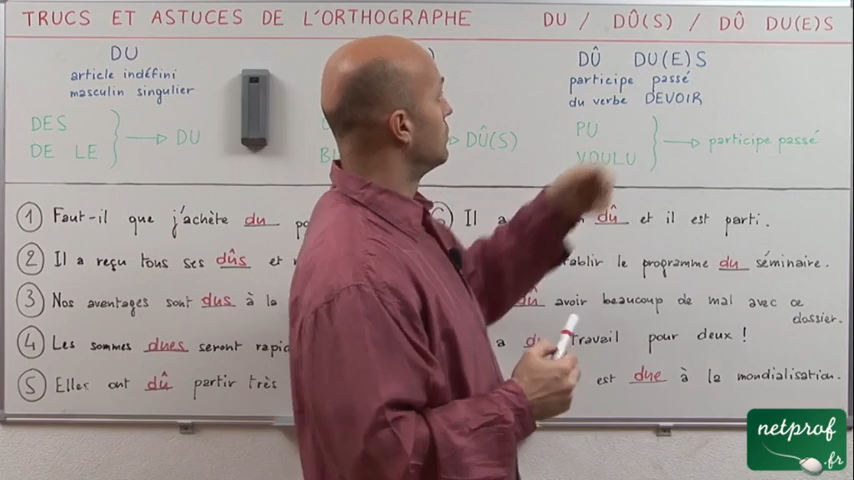 TRUCS ET ASTUCES DE L'ORTHOGRAPHE DU / DÛ(S) / DÛ DU(E)S
DU
article indéfini
masculin singulier
DES
DE LE
DU
DÛ(S)
DÛ DU(E)S
participe passé
du verbe DEVOIR
PU
VOULU
participe passé
1 Faut-il que j'achète du
2 Il a reçu tous ses dûs et
3 Nos avantages sont dus à la
4 Les sommes dues seront
5 Elles ont dû partir très
6 Il a dû et il est parti.
le programme du séminaire.
dû avoir beaucoup de mal avec ce
dossier.
a du travail pour deux !
est due à la mondialisation.
netprof
.fr